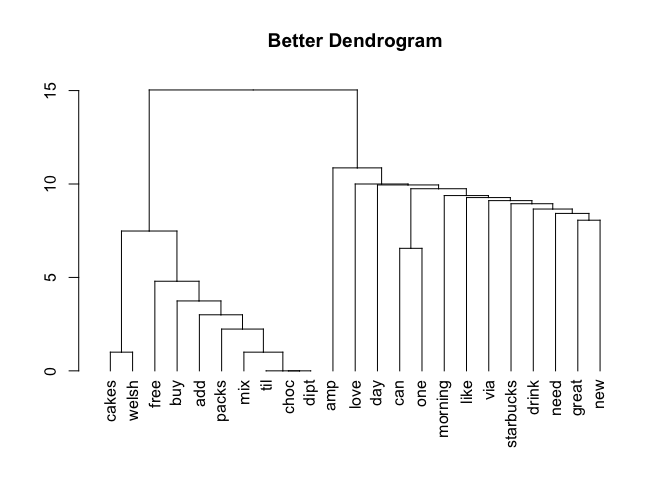 Better Dendrogram
15
10
5
0
cakes
welsh
free
buy
add
packs
mix
til
choc
dipt
amp
love
day
can
one
morning
like
via
starbucks
drink
need
great
new